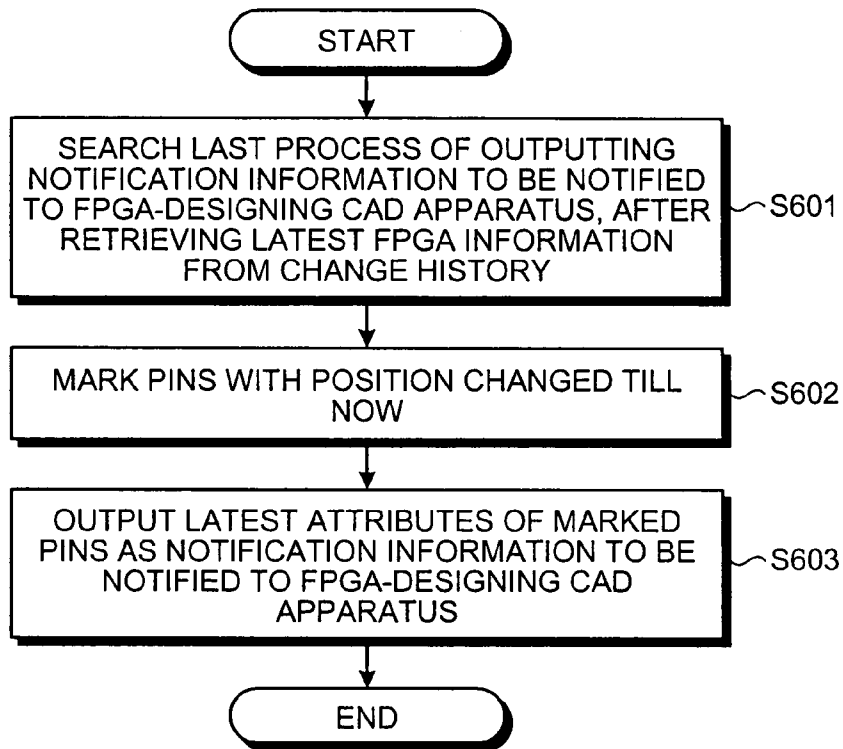 START
SEARCH LAST PROCESS OF OUTPUTTING
NOTIFICATION INFORMATION TO BE NOTIFIED
TO FPGA-DESIGNING CAD APPARATUS, AFTER
RETRIEVING LATEST FPGA INFORMATION
FROM CHANGE HISTORY
S601
MARK PINS WITH POSITION CHANGED TILL
NOW
S602
OUTPUT LATEST ATTRIBUTES OF MARKED
PINS AS NOTIFICATION INFORMATION TO BE
NOTIFIED TO FPGA-DESIGNING CAD
APPARATUS
S603
END